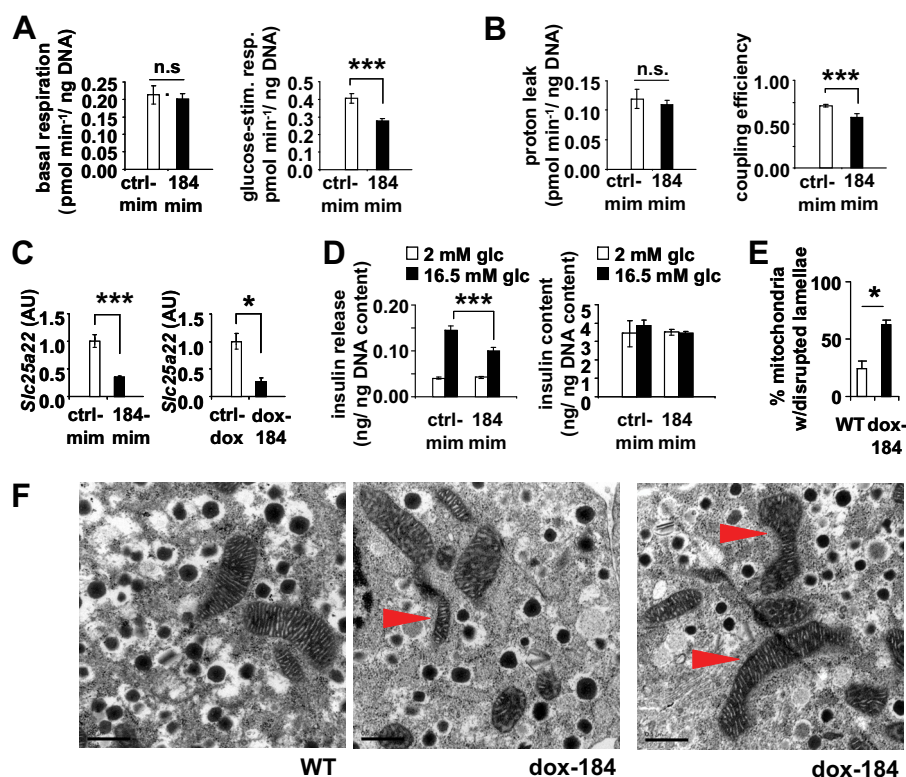 A
basal respiration
(pmol min⁻¹/ ng DNA)
0.25
0.20
0.15
0.10
0.05
0.00
n.s
ctrl- 184
mim mim
glucose-stim. resp.
pmol min⁻¹/ ng DNA)
0.5
0.4
0.3
0.2
0.1
0
***
ctrl- 184
mim mim
B
proton leak
(pmol min⁻¹/ ng DNA)
0.15
0.10
0.05
0.00
n.s.
ctrl- 184
mim mim
coupling efficiency
1.00
0.50
0.00
***
ctrl- 184
mim mim
C
Slc25a22 (AU)
1.5
1.0
0.5
0.0
***
ctrl- 184-
mim mim
Slc25a22 (AU)
1.5
1.0
0.5
0.0
*
ctrl- dox-
dox 184
D
2 mM glc
16.5 mM glc
insulin release
(ng/ ng DNA content)
0.20
0.10
0.00
***
ctrl- 184
mim mim
2 mM glc
16.5 mM glc
insulin content
(ng/ ng DNA content)
5
4
3
2
1
0
ctrl- 184
mim mim
E
% mitochondria
w/disrupted lamellae
100
50
0
*
WT dox-
184
F
WT
dox-184
dox-184